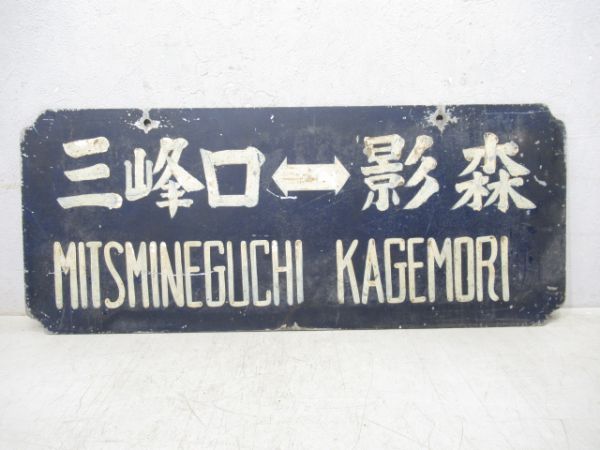 三峰口↔影森
MITSMINEGUCHI KAGEMORI